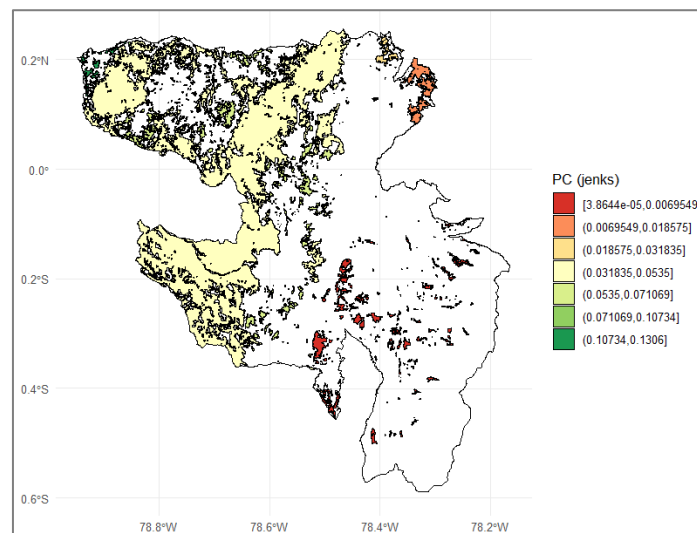 0.2°N
0.0°
0.2°S
0.4°S
0.6°S
78.8°W
78.6°W
78.4°W
78.2°W
PC (jenks)
[3.8644e-05,0.0069549
(0.0069549,0.018575]
(0.018575,0.031835]
(0.031835,0.0535]
(0.0535,0.071069]
(0.071069,0.10734]
(0.10734,0.1306]